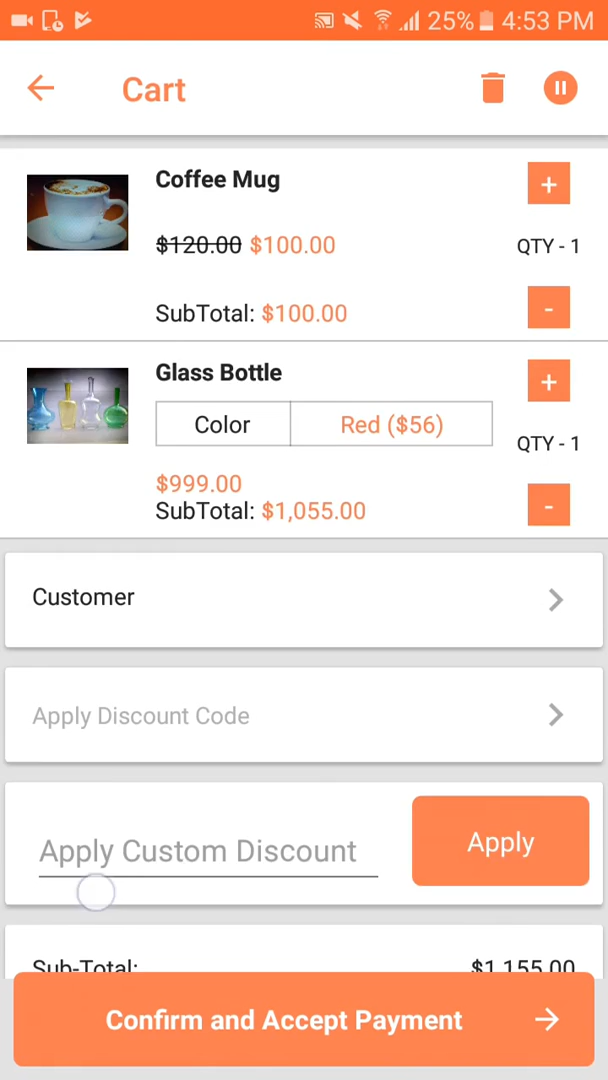 25% 4:53 PM
Cart
Coffee Mug
+
$120.00 $100.00
QTY - 1
SubTotal: $100.00
-
Glass Bottle
+
Color
Red ($56)
QTY - 1
$999.00
SubTotal: $1,055.00
-
Customer
Apply Discount Code
Apply Custom Discount
Apply
Sub-Total:
$1,155.00
Confirm and Accept Payment